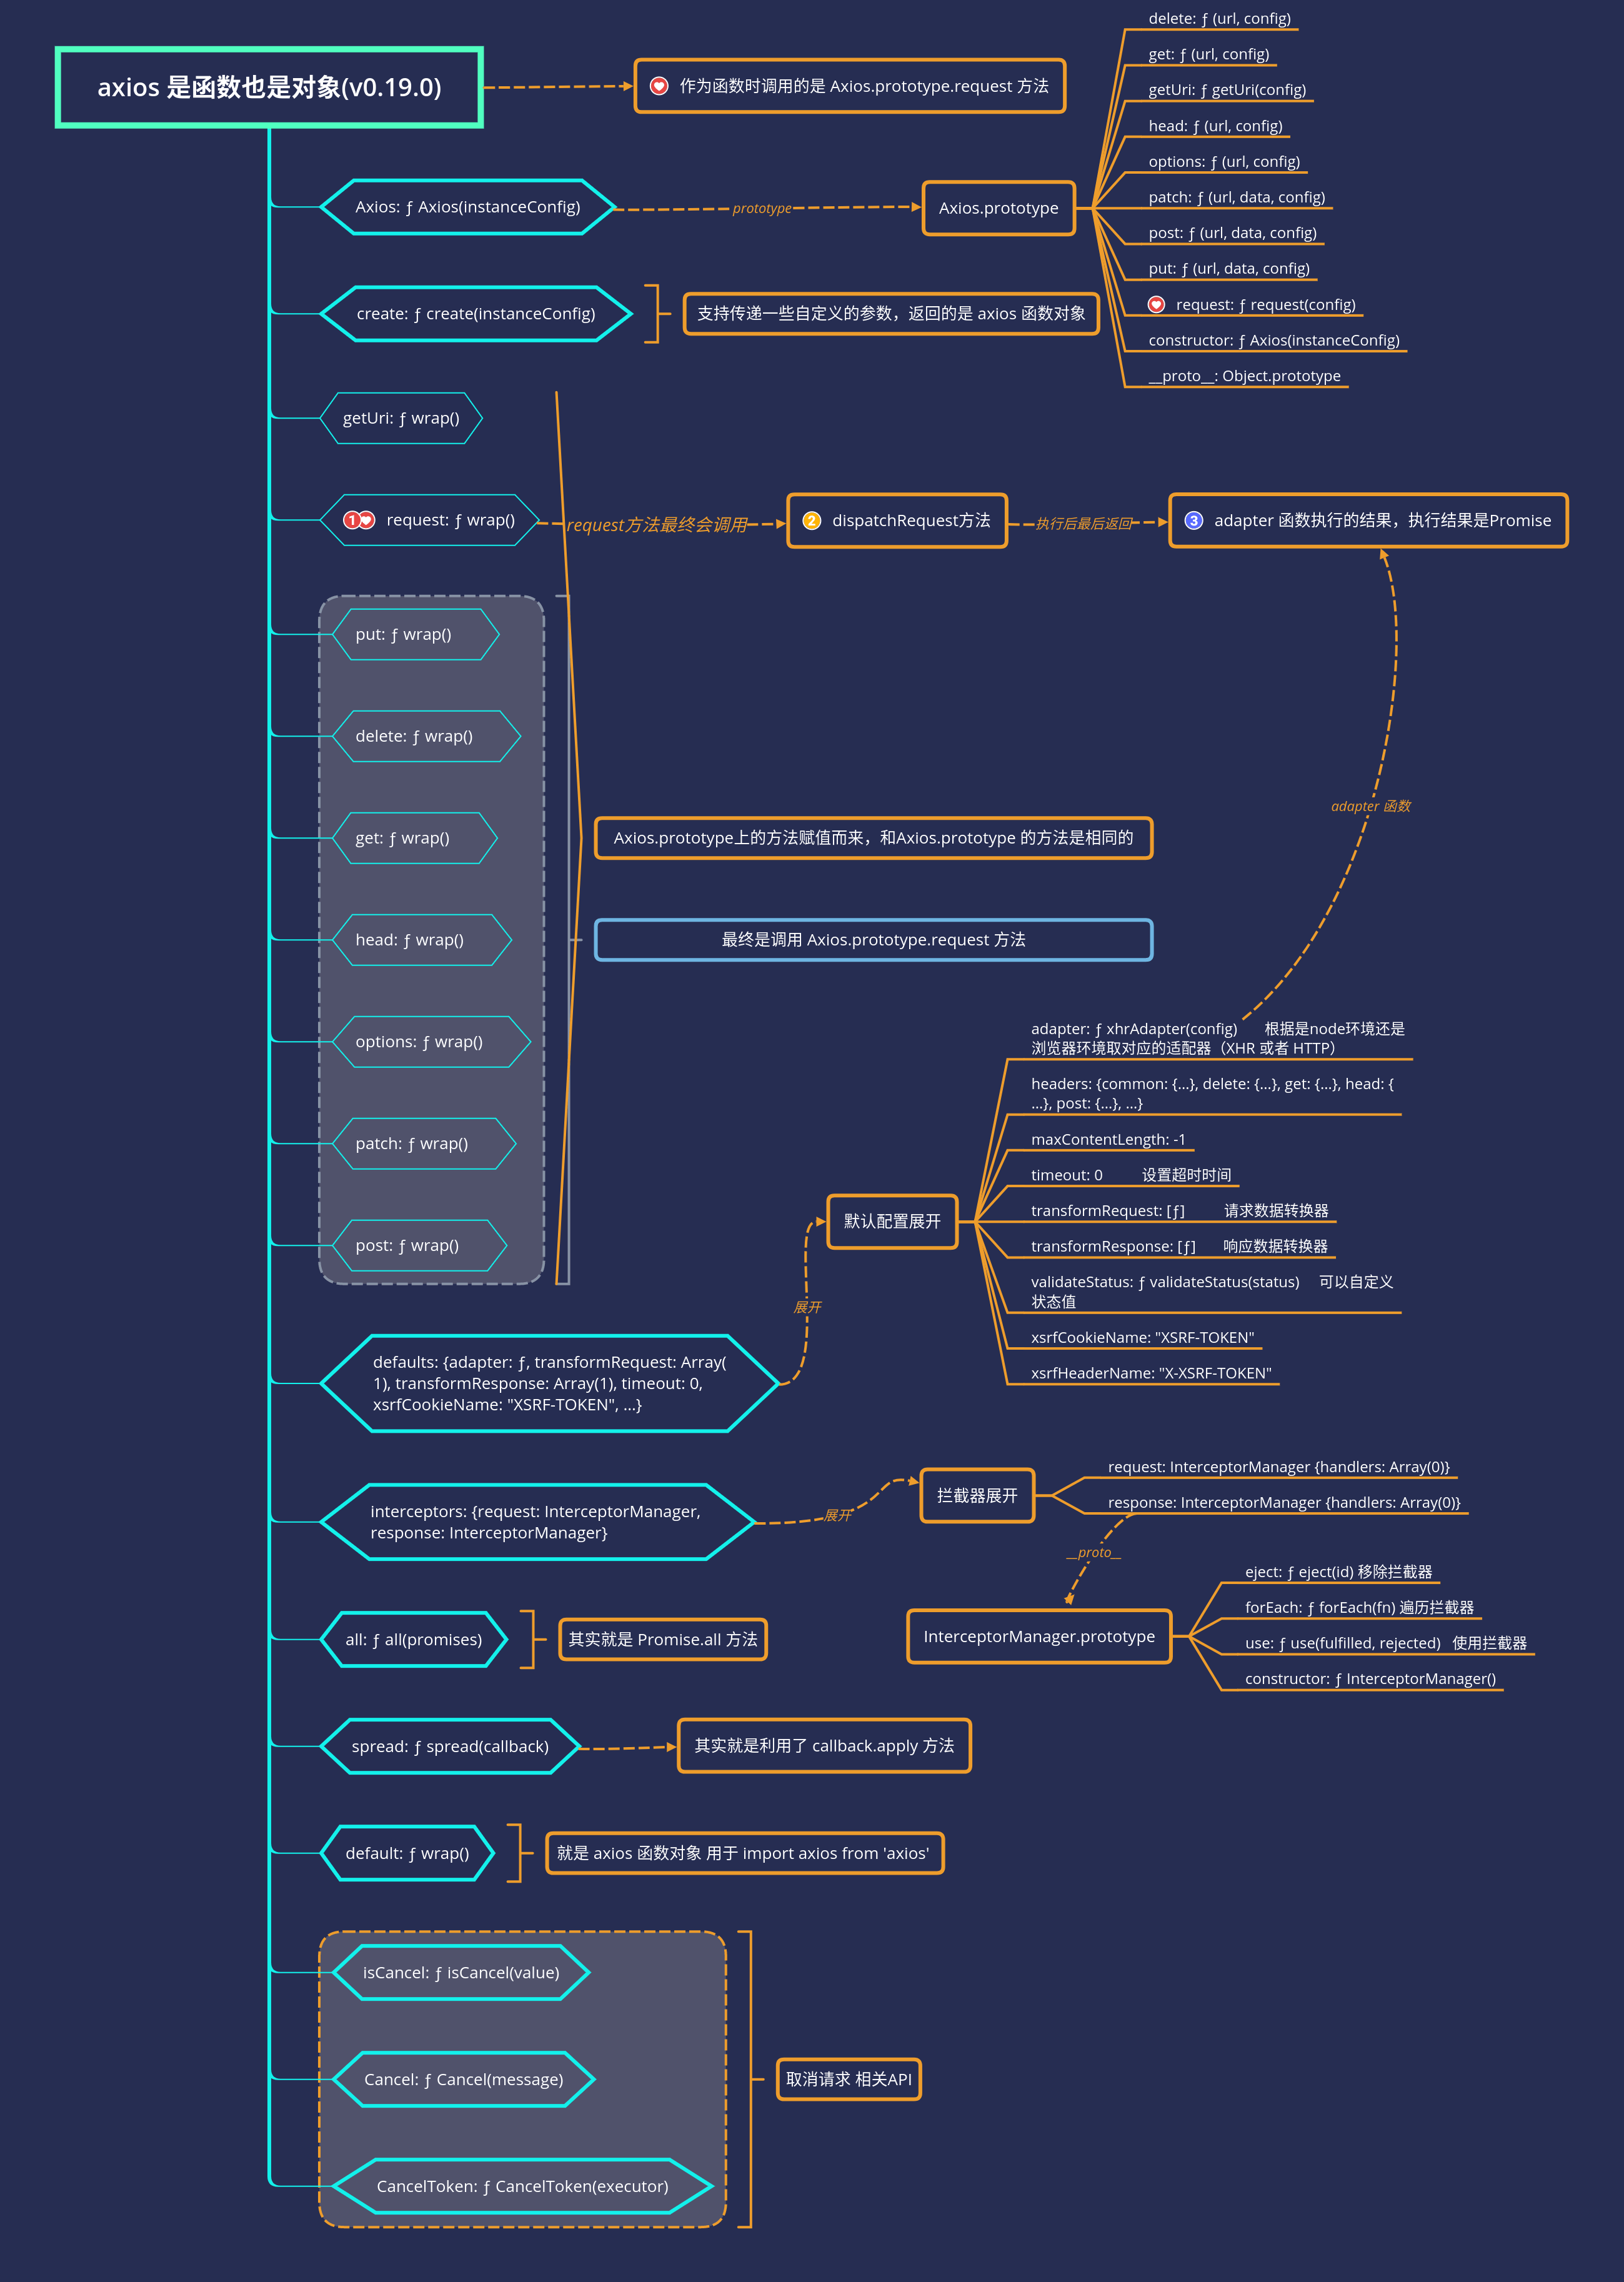 axios 是函数也是对象(v0.19.0)
作为函数时调用的是 Axios.prototype.request 方法
Axios: ƒ Axios(instanceConfig)
prototype
Axios.prototype
delete: ƒ (url, config)
get: ƒ (url, config)
getUri: ƒ getUri(config)
head: ƒ (url, config)
options: ƒ (url, config)
patch: ƒ (url, data, config)
post: ƒ (url, data, config)
put: ƒ (url, data, config)
request: ƒ request(config)
constructor: ƒ Axios(instanceConfig)
__proto__: Object.prototype
create: ƒ create(instanceConfig)
支持传递一些自定义的参数，返回的是 axios 函数对象
getUri: ƒ wrap()
1
request: ƒ wrap()
request方法最终会调用
2
dispatchRequest方法
执行后最后返回
3
adapter 函数执行的结果，执行结果是Promise
put: ƒ wrap()
delete: ƒ wrap()
get: ƒ wrap()
head: ƒ wrap()
options: ƒ wrap()
patch: ƒ wrap()
post: ƒ wrap()
Axios.prototype上的方法赋值而来，和Axios.prototype 的方法是相同的
最终是调用 Axios.prototype.request 方法
adapter 函数
defaults: {adapter: ƒ, transformRequest: Array(
1), transformResponse: Array(1), timeout: 0,
xsrfCookieName: "XSRF-TOKEN", …}
展开
默认配置展开
adapter: ƒ xhrAdapter(config) 根据是node环境还是
浏览器环境取对应的适配器（XHR 或者 HTTP）
headers: {common: {…}, delete: {…}, get: {…}, head: {
…}, post: {…}, …}
maxContentLength: -1
timeout: 0 设置超时时间
transformRequest: [ƒ] 请求数据转换器
transformResponse: [ƒ] 响应数据转换器
validateStatus: ƒ validateStatus(status) 可以自定义
状态值
xsrfCookieName: "XSRF-TOKEN"
xsrfHeaderName: "X-XSRF-TOKEN"
interceptors: {request: InterceptorManager,
response: InterceptorManager}
展开
拦截器展开
request: InterceptorManager {handlers: Array(0)}
response: InterceptorManager {handlers: Array(0)}
__proto__
InterceptorManager.prototype
eject: ƒ eject(id) 移除拦截器
forEach: ƒ forEach(fn) 遍历拦截器
use: ƒ use(fulfilled, rejected) 使用拦截器
constructor: ƒ InterceptorManager()
all: ƒ all(promises)
其实就是 Promise.all 方法
spread: ƒ spread(callback)
其实就是利用了 callback.apply 方法
default: ƒ wrap()
就是 axios 函数对象 用于 import axios from 'axios'
isCancel: ƒ isCancel(value)
Cancel: ƒ Cancel(message)
CancelToken: ƒ CancelToken(executor)
取消请求 相关API